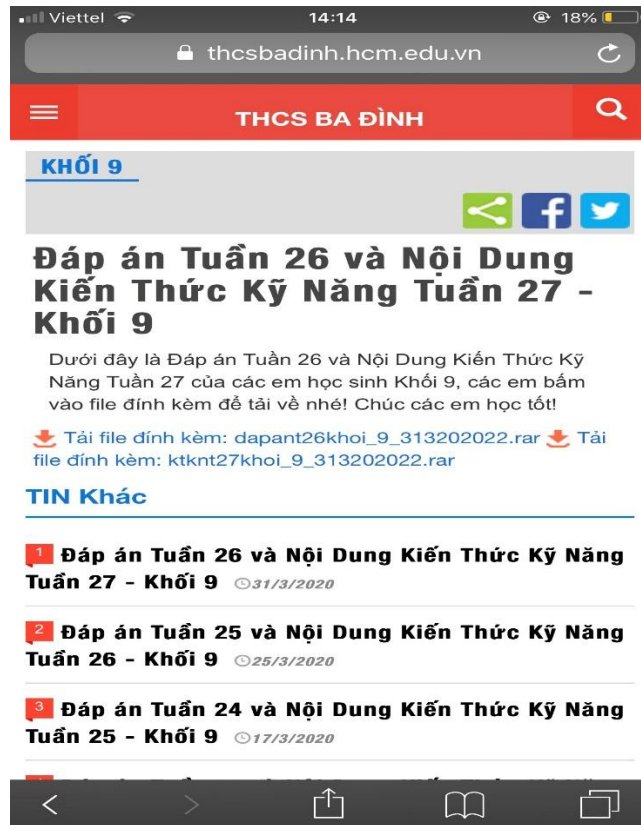 Viettel 14:14 18%
thcsbadinh.hcm.edu.vn
THCS BA ĐÌNH
KHỐI 9
Đáp án Tuần 26 và Nội Dung
Kiến Thức Kỹ Năng Tuần 27 -
Khối 9
Dưới đây là Đáp án Tuần 26 và Nội Dung Kiến Thức Kỹ
Năng Tuần 27 của các em học sinh Khối 9, các em bấm
vào file đính kèm để tải về nhé! Chúc các em học tốt!
Tải file đính kèm: dapant26khoi_9_313202022.rar Tải
file đính kèm: ktknt27khoi_9_313202022.rar
TIN Khác
1 Đáp án Tuần 26 và Nội Dung Kiến Thức Kỹ Năng
Tuần 27 - Khối 9 31/3/2020
2 Đáp án Tuần 25 và Nội Dung Kiến Thức Kỹ Năng
Tuần 26 - Khối 9 25/3/2020
3 Đáp án Tuần 24 và Nội Dung Kiến Thức Kỹ Năng
Tuần 25 - Khối 9 17/3/2020